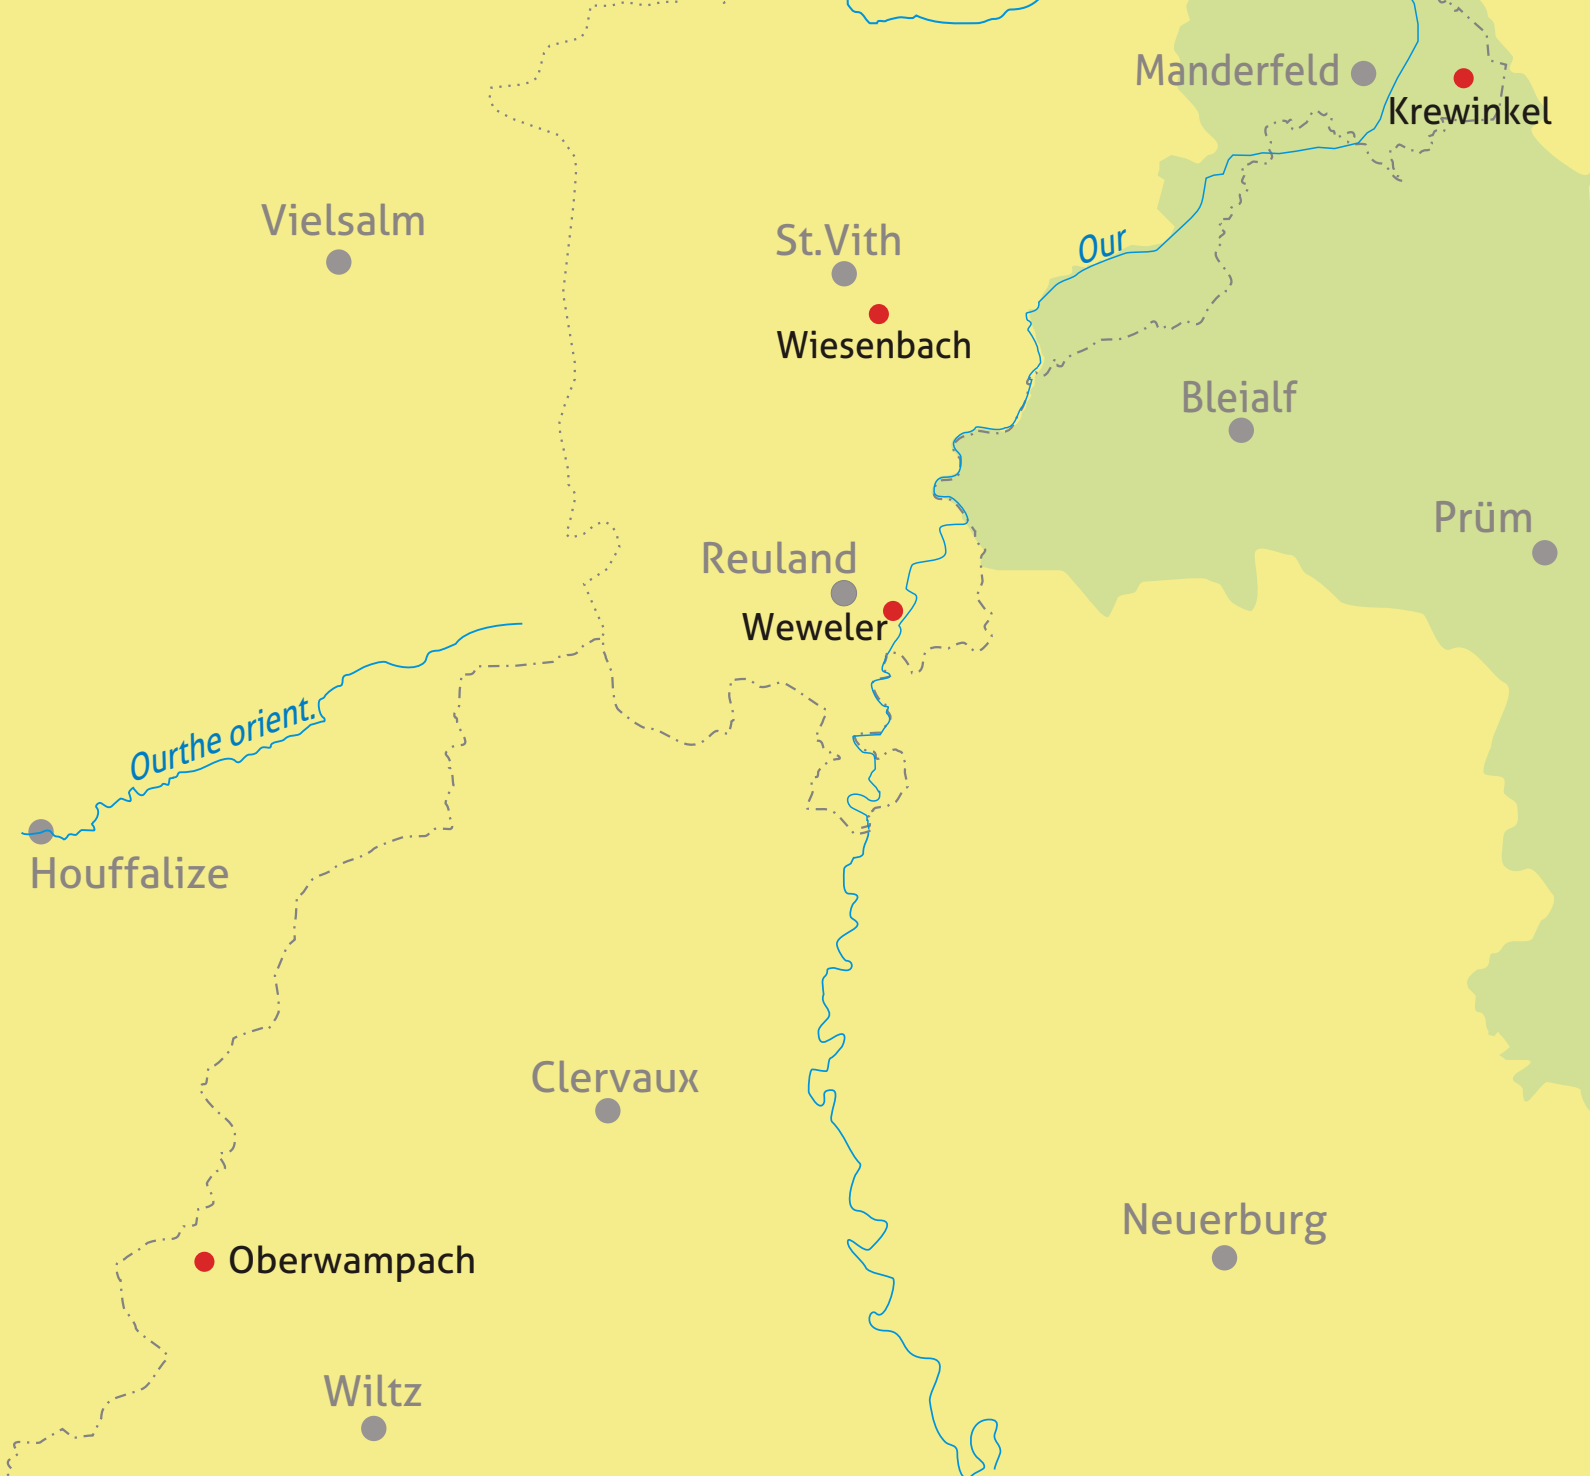 Manderfeld
Krewinkel
Vielsalm
St.Vith
Our
Wiesenbach
Bleialf
Prüm
Reuland
Weweler
Ourthe orient.
Houffalize
Clervaux
Neuerburg
Oberwampach
Wiltz